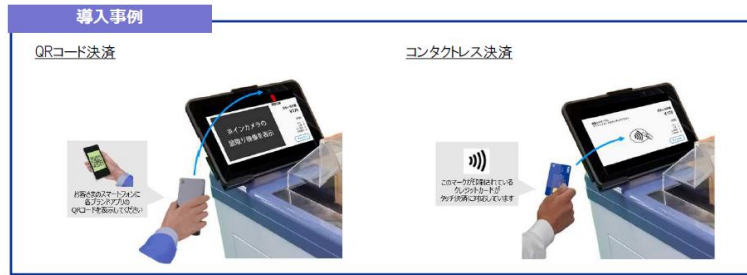 導入事例
QRコード決済
コンタクトレス決済
※インカメラの
鏡取り映像を表示
お客さまのスマートフォンに
各ブランドアプリの
QRコードを表示してください
このマークが印刷されている
クレジットカードが
タッチ決済に対応しています